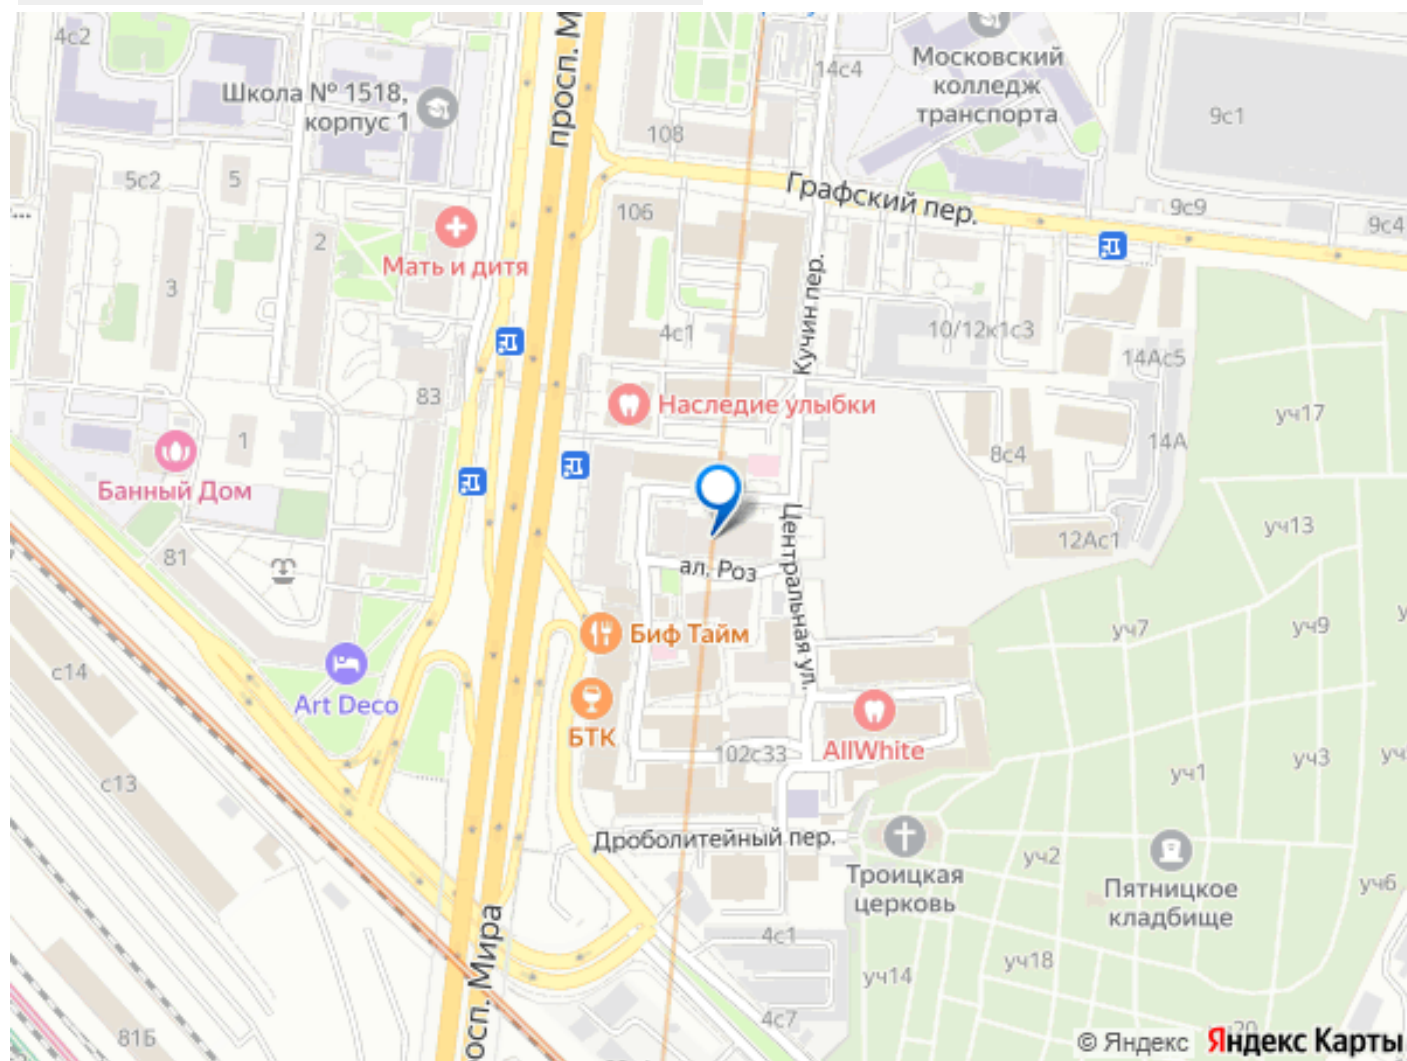 4с2
Школа № 1518,
корпус 1
просп. М
14с4
Московский
колледж
транспорта
9с1
108
5с2
5
Графский пер.
9с9
9с4
106
2
Мать и дитя
3
Кучин пер.
4с1
10/12к1с3
14Ас5
83
Наследие улыбки
уч17
1
8с4
14А
Банный Дом
Центральная ул.
уч13
12Ас1
81
ал. Роз
Биф Тайм
уч7
уч9
с14
Art Deco
БТК
AllWhite
102с33
уч1
уч3
уч
с13
Дроболитейный пер.
Троицкая
церковь
уч2
Пятницкое
кладбище
уч6
осп. Мира
4с1
уч14
уч18
4с7
81Б
© Яндекс Яндекс Карты